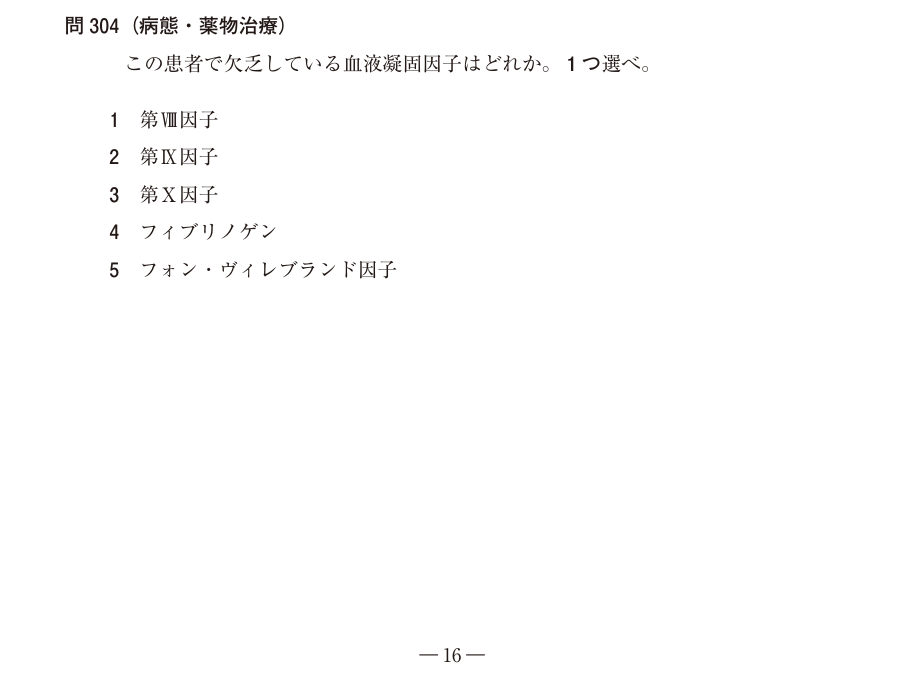 問 304（病態・薬物治療）
この患者で欠乏している血液凝固因子はどれか。1つ選べ。
1　第Ⅷ因子
2　第Ⅸ因子
3　第Ⅹ因子
4　フィブリノゲン
5　フォン・ヴィレブランド因子
— 16 —